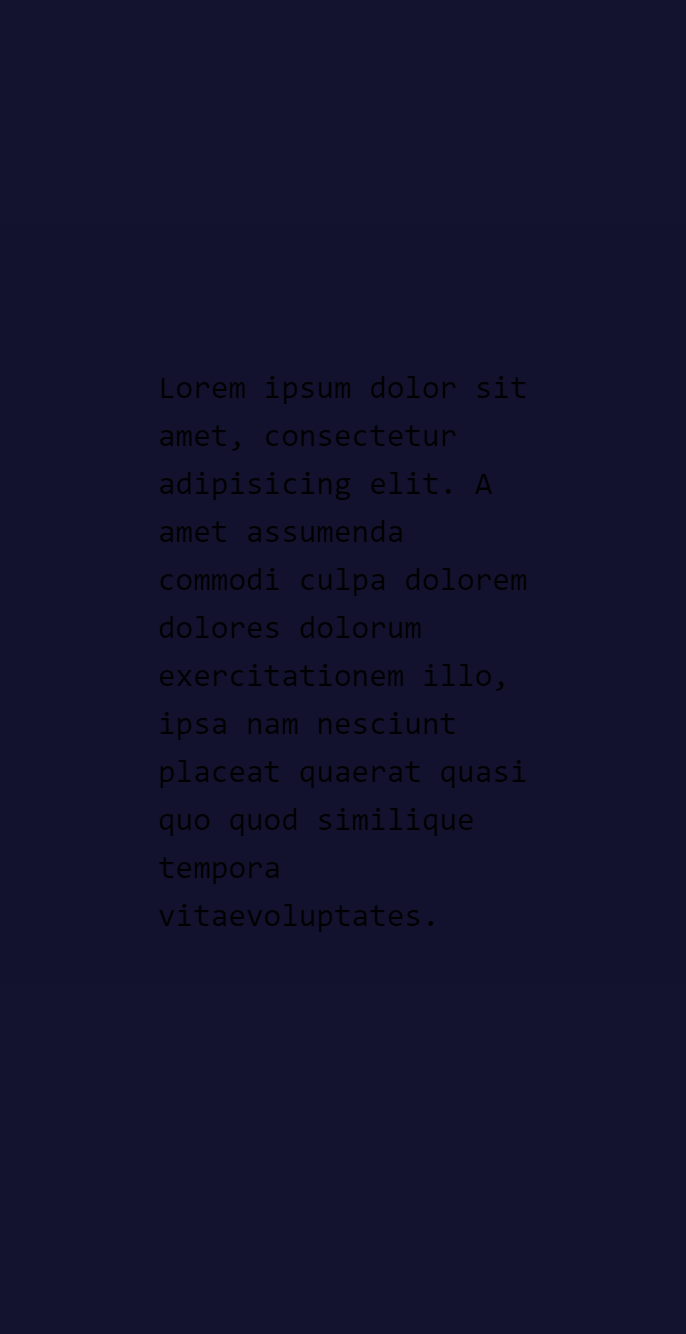 Lorem ipsum dolor sit
amet, consectetur
adipisicing elit. A
amet assumenda
commodi culpa dolorem
dolores dolorum
exercitationem illo,
ipsa nam nesciunt
placeat quaerat quasi
quo quod similique
tempora
vitaevoluptates.